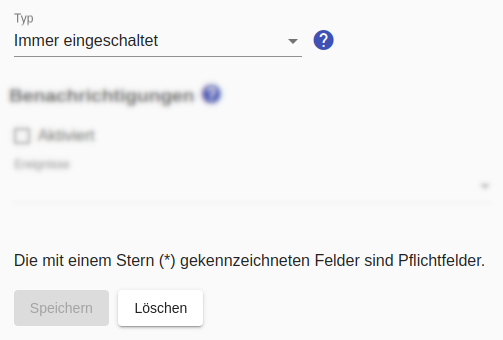 Typ
Immer eingeschaltet
Benachrichtigungen
Aktiviert
Ereignisse
Die mit einem Stern (*) gekennzeichneten Felder sind Pflichtfelder.
Speichern
Löschen